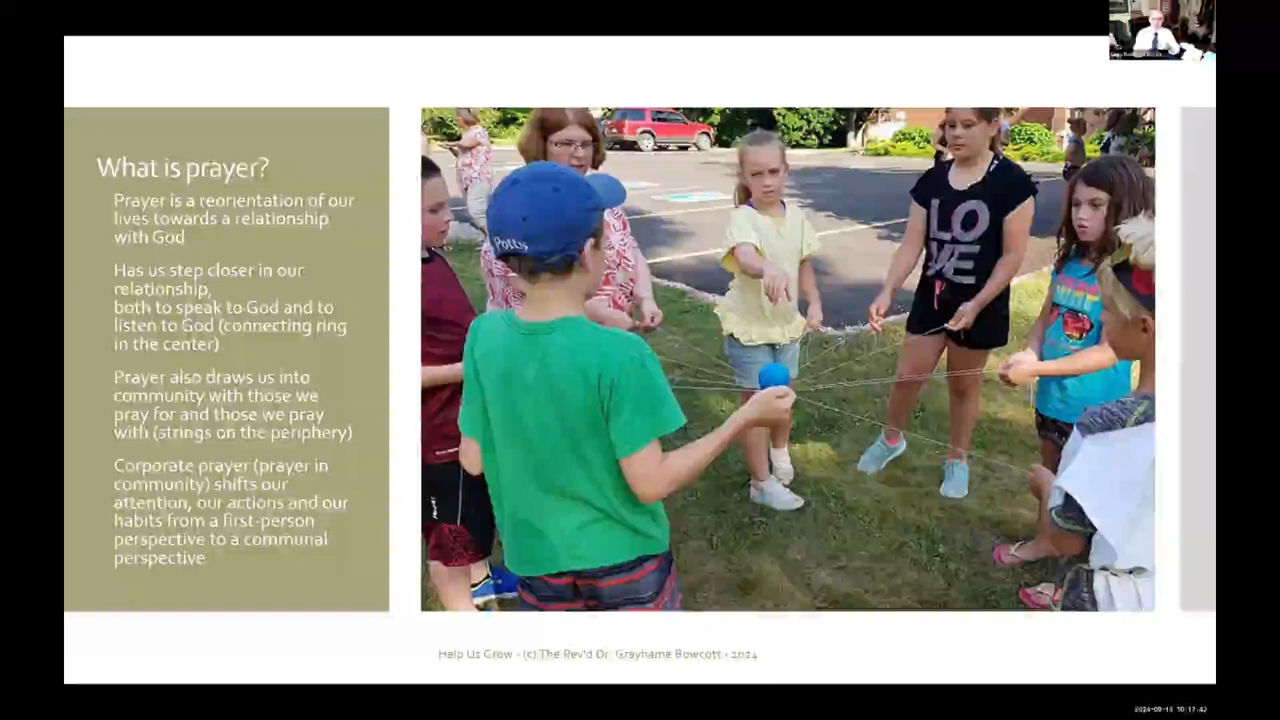 What is prayer?
Prayer is a reorientation of our
lives towards a relationship
with God
Has us step closer in our
relationship,
both to speak to God and to
listen to God (connecting ring
in the center)
Prayer also draws us into
community with those we
pray for and those we pray
with (strings on the periphery)
Corporate prayer (prayer in
community) shifts our
attention, our actions and our
habits from a first-person
perspective to a communal
perspective
Potts
LO
VE
Help Us Grow - (c) The Rev'd Dr. Grayhame Bowcott - 2024